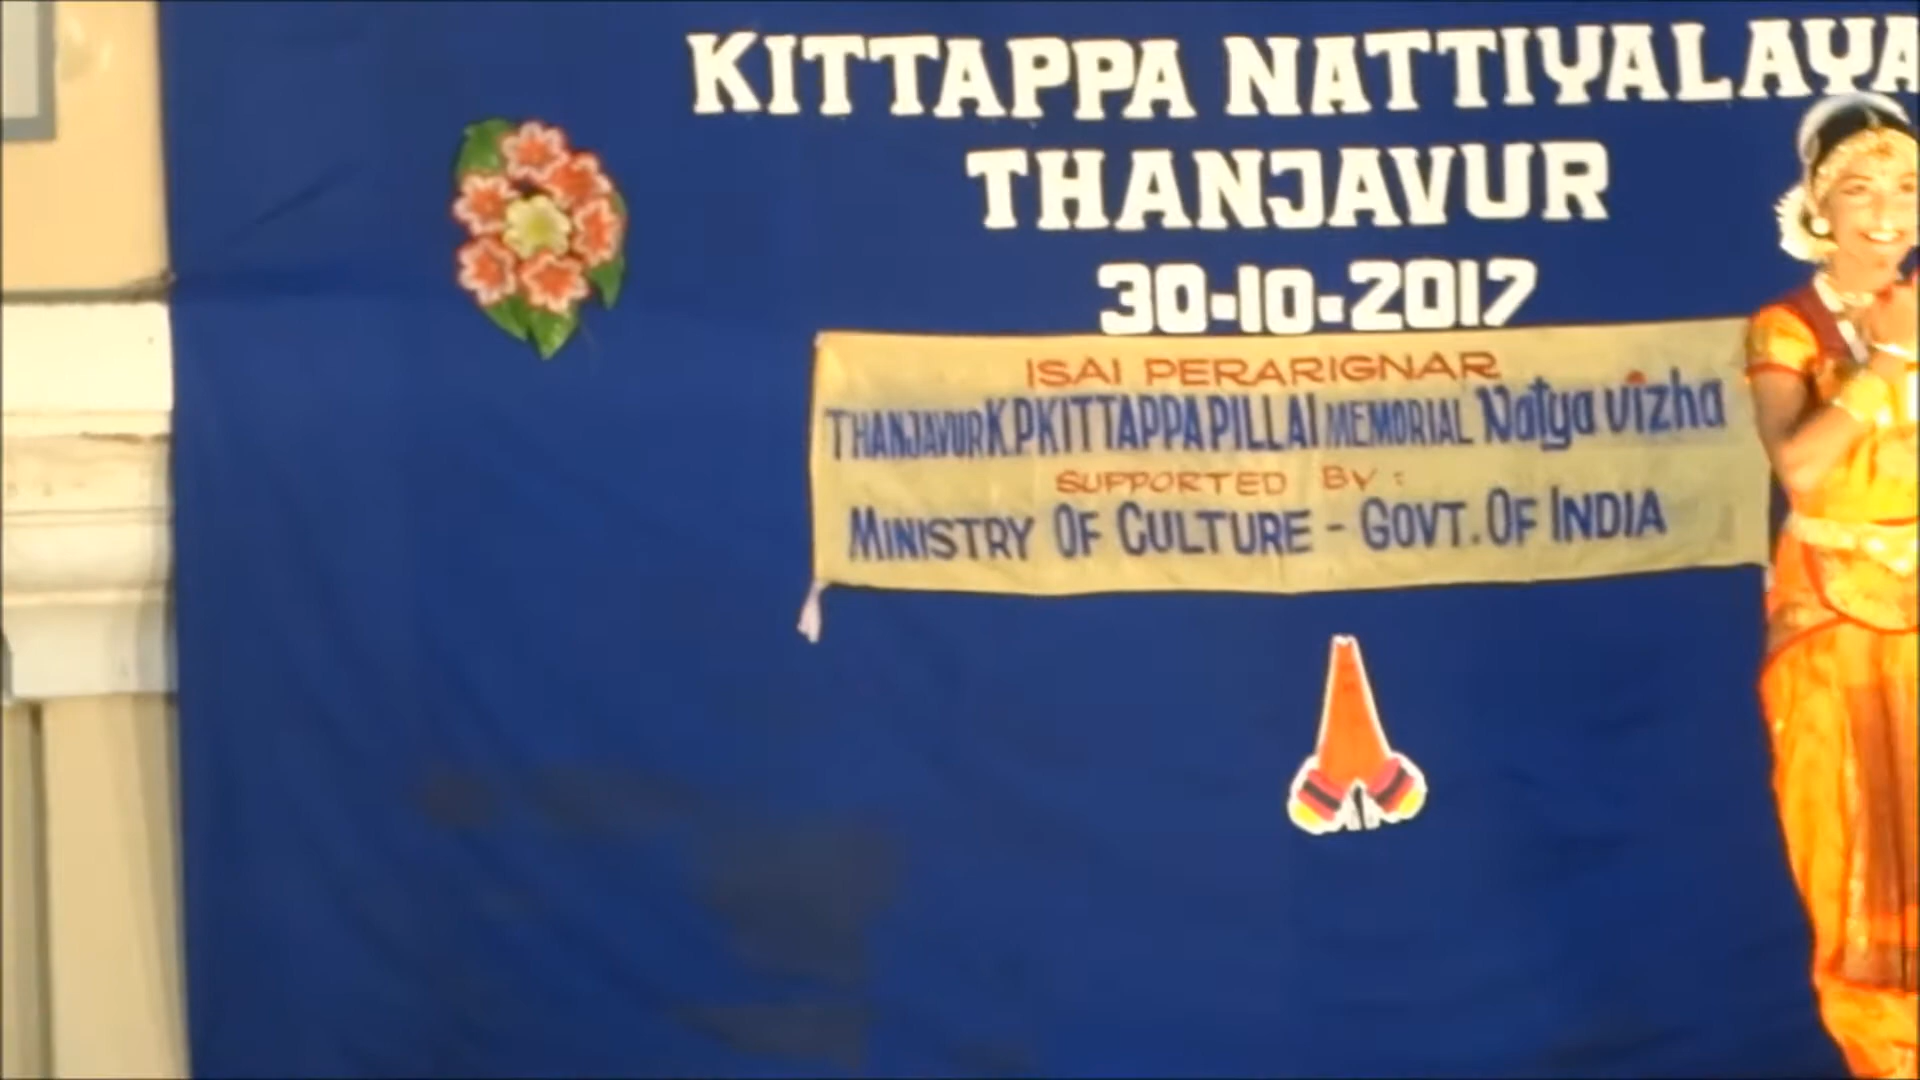 KITTAPPA NATTIYALAYA
THANJAVUR
30-10-2017
ISAI PERARIGNAR
THANJAVUR K.P.KITTAPPA PILLAI MEMORIAL Natya vizha
SUPPORTED BY :
MINISTRY OF CULTURE - GOVT. OF INDIA